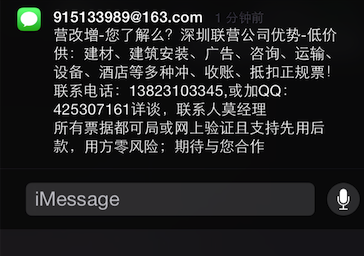 915133989@163.com 1 分钟前
营改增-您了解么？深圳联营公司优势-低价
供：建材、建筑安装、广告、咨询、运输、
设备、酒店等多种冲、收账、抵扣正规票！
联系电话：13823103345,或加QQ：
425307161详谈，联系人莫经理
所有票据都可局或网上验证且支持先用后
款，用方零风险；期待与您合作
iMessage